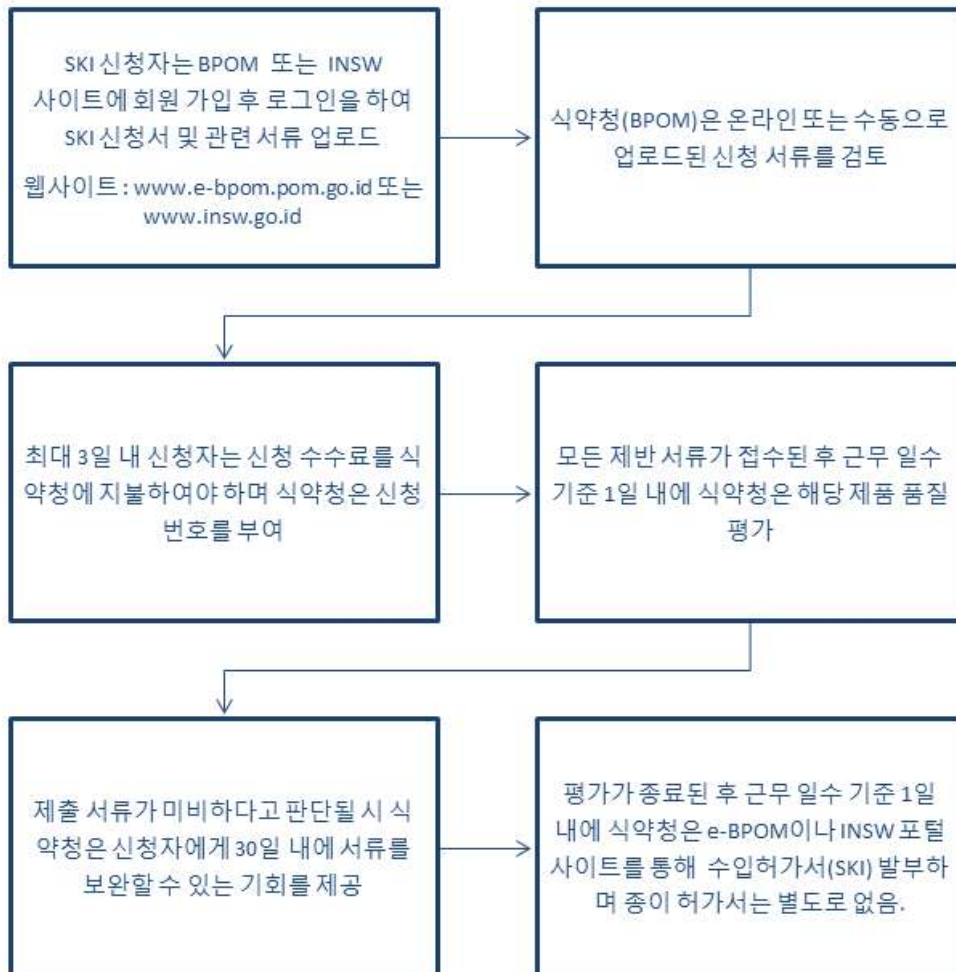 SKI 신청자는 BPOM 또는 INSW
사이트에 회원 가입 후 로그인을 하여
SKI 신청서 및 관련 서류 업로드
웹사이트 : www.e-bpom.pom.go.id 또는
www.insw.go.id
식약청(BPOM)은 온라인 또는 수동으로
업로드된 신청 서류를 검토
최대 3일 내 신청자는 신청 수수료를 식
약청에 지불하여야 하며 식약청은 신청
번호를 부여
모든 제반 서류가 접수된 후 근무 일수
기준 1일 내에 식약청은 해당 제품 품질
평가
제출 서류가 미비하다고 판단될 시 식
약청은 신청자에게 30일 내에 서류를
보완할 수 있는 기회를 제공
평가가 종료된 후 근무 일수 기준 1일
내에 식약청은 e-BPOM이나 INSW 포털
사이트를 통해 수입허가서(SKI) 발부하
며 종이 허가서는 별도로 없음.